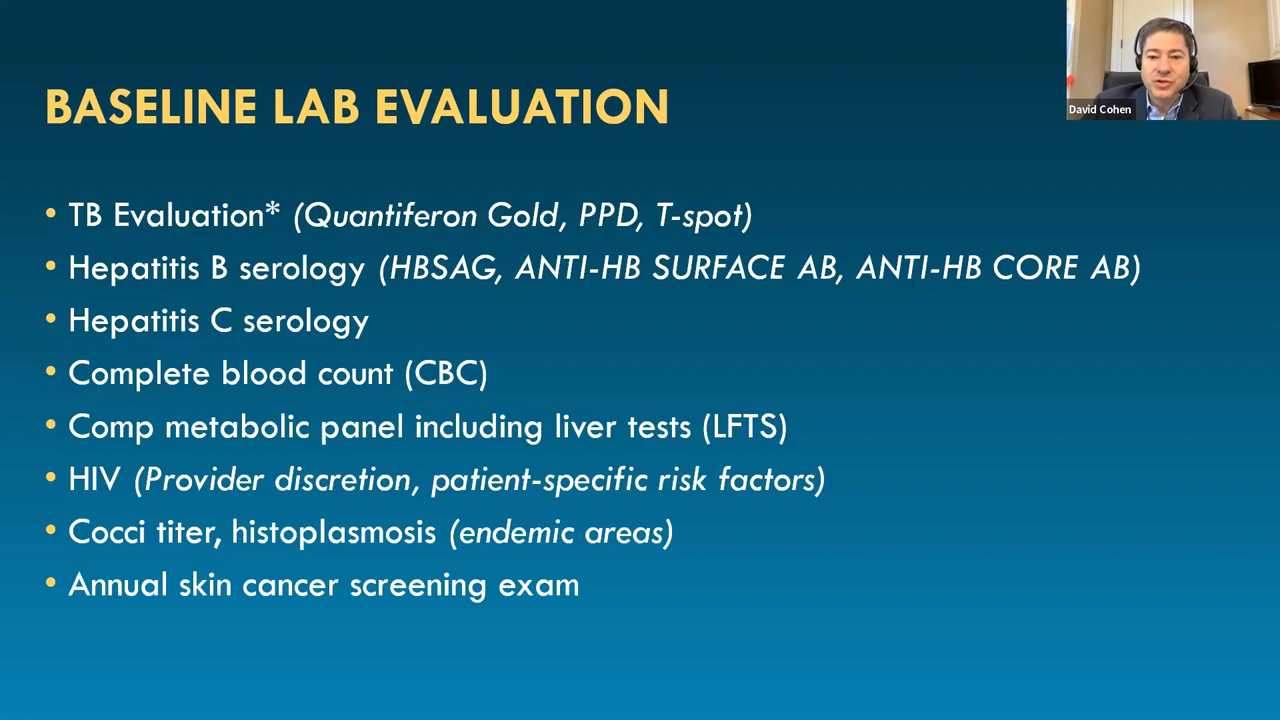 BASELINE LAB EVALUATION
David Cohen
• TB Evaluation* (Quantiferon Gold, PPD, T-spot)
• Hepatitis B serology (HBSAG, ANTI-HB SURFACE AB, ANTI-HB CORE AB)
• Hepatitis C serology
• Complete blood count (CBC)
• Comp metabolic panel including liver tests (LFTS)
• HIV (Provider discretion, patient-specific risk factors)
• Cocci titer, histoplasmosis (endemic areas)
• Annual skin cancer screening exam